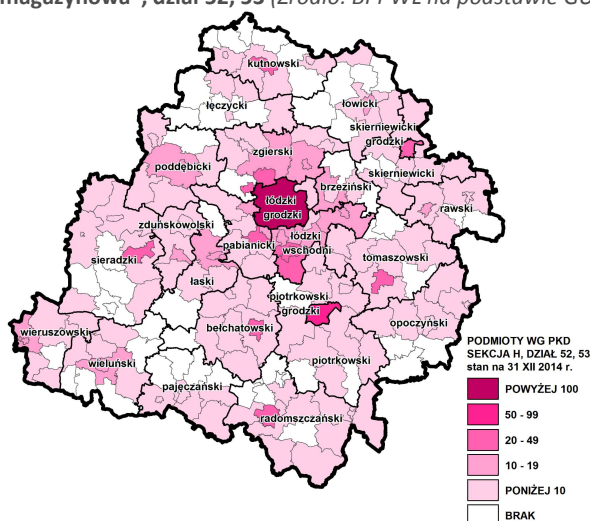 magazynowa", dział 52, 53 (Źródło: BPPWŁ na podstawie GU
kutnowski
łęczycki
łowicki
skierniewicki
grodzki
zgierski
poddębicki
brzeziński
skierniewicki
łódzki
grodzki
rawski
zduńskowolski
łódzki
pabianicki
wschodni
sieradzki
tomaszowski
łaski
piotrkowski
grodzki
wieruszowski
bełchatowski
opoczyński
wieluński
piotrkowski
pajęczański
radomszczański
PODMIOTY WG PKD
SEKCJA H, DZIAŁ 52, 53
stan na 31 XII 2014 r.
POWYŻEJ 100
50 - 99
20 - 49
10 - 19
PONIŻEJ 10
BRAK